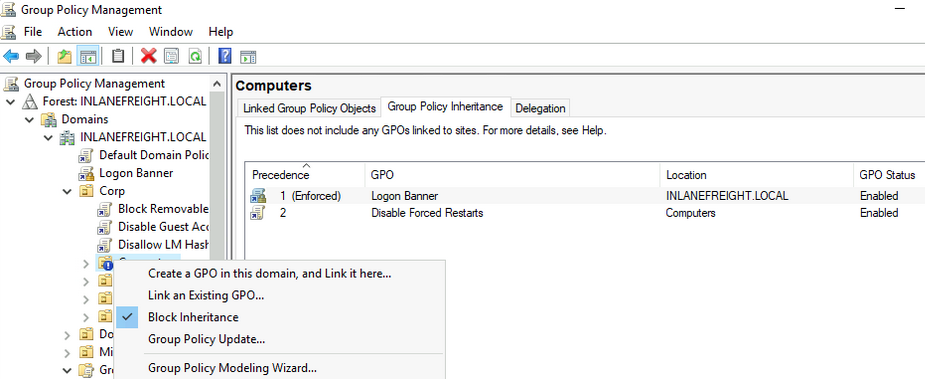 Group Policy Management
File Action View Window Help
Group Policy Management
Forest: INLANEFREIGHT.LOCAL
Domains
INLANEFREIGHT.LOCAL
Default Domain Polic
Logon Banner
Corp
Block Removable
Disable Guest Acc
Disallow LM Hash
Do
Mi
Gr
Create a GPO in this domain, and Link it here...
Link an Existing GPO...
Block Inheritance
Group Policy Update...
Group Policy Modeling Wizard...
Computers
Linked Group Policy Objects Group Policy Inheritance Delegation
This list does not include any GPOs linked to sites. For more details, see Help.
Precedence GPO Location GPO Status
1 (Enforced) Logon Banner INLANEFREIGHT.LOCAL Enabled
2 Disable Forced Restarts Computers Enabled